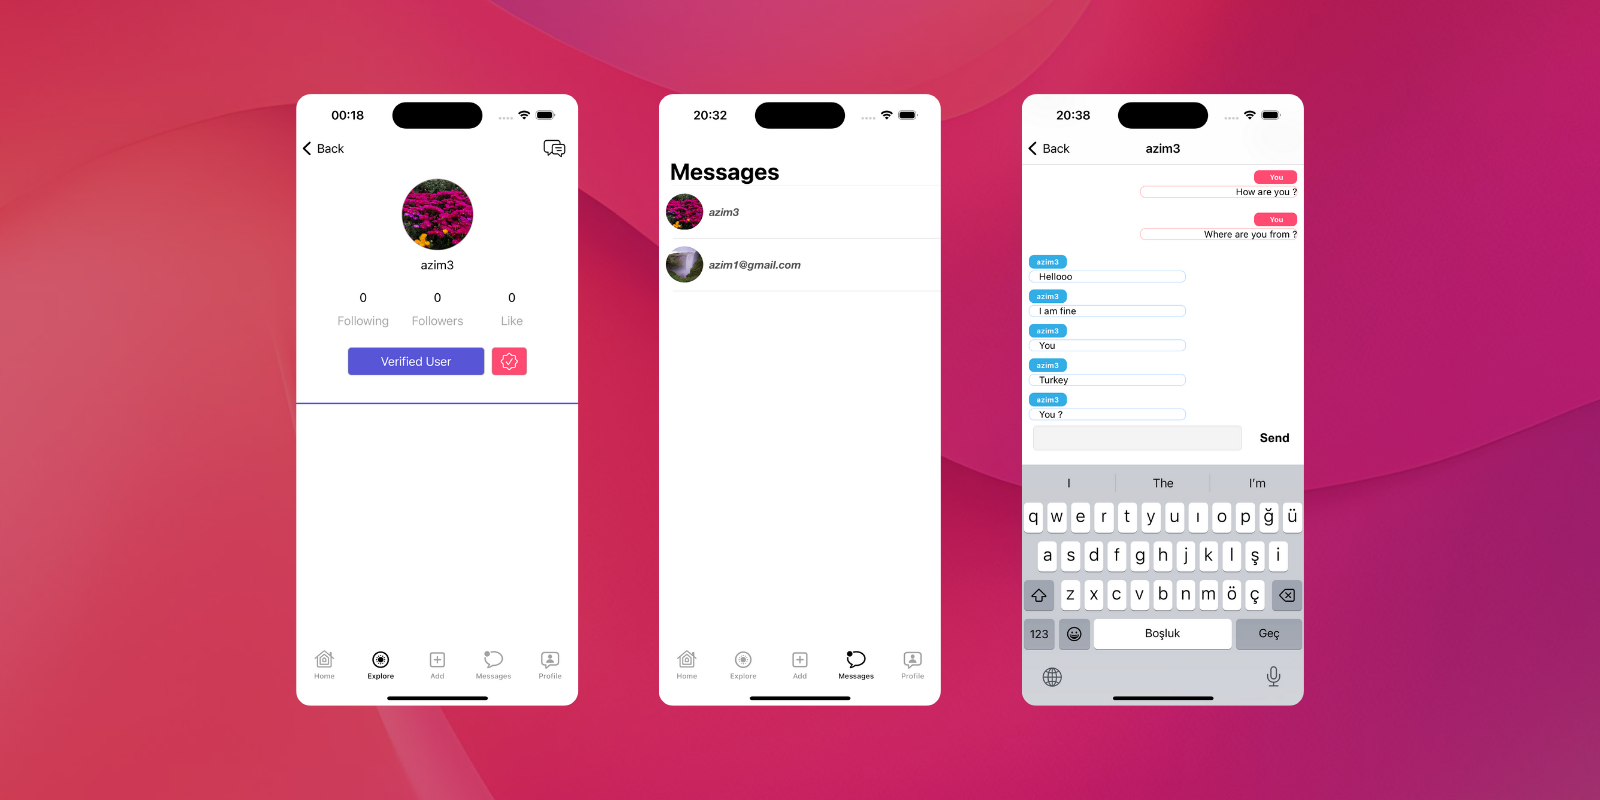 00:18
Back
azim3
0 0 0
Following Followers Like
Verified User
Home Explore Add Messages Profile
20:32
Messages
azim3
azim1@gmail.com
Home Explore Add Messages Profile
20:38
Back azim3
You
How are you ?
You
Where are you from ?
azim3
Hellooo
azim3
I am fine
azim3
You
azim3
Turkey
azim3
You ?
Send
I The I'm
q w e r t y u ı o p ğ ü
a s d f g h j k l ş i
z x c v b n m ö ç
123 Boşluk Geç